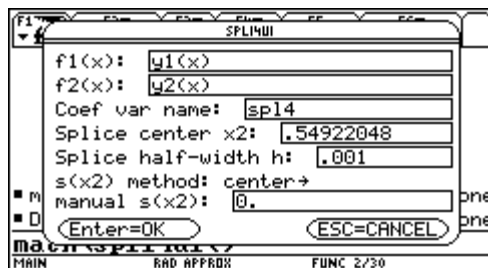 SPLI4UI
f1(x): y1(x)
f2(x): y2(x)
Coef var name: spl4
Splice center x2: .54922048
Splice half-width h: .001
s(x2) method: center→
manual s(x2): 0.
Enter=OK ESC=CANCEL
MAIN RAD APPROX FUNC 2/30